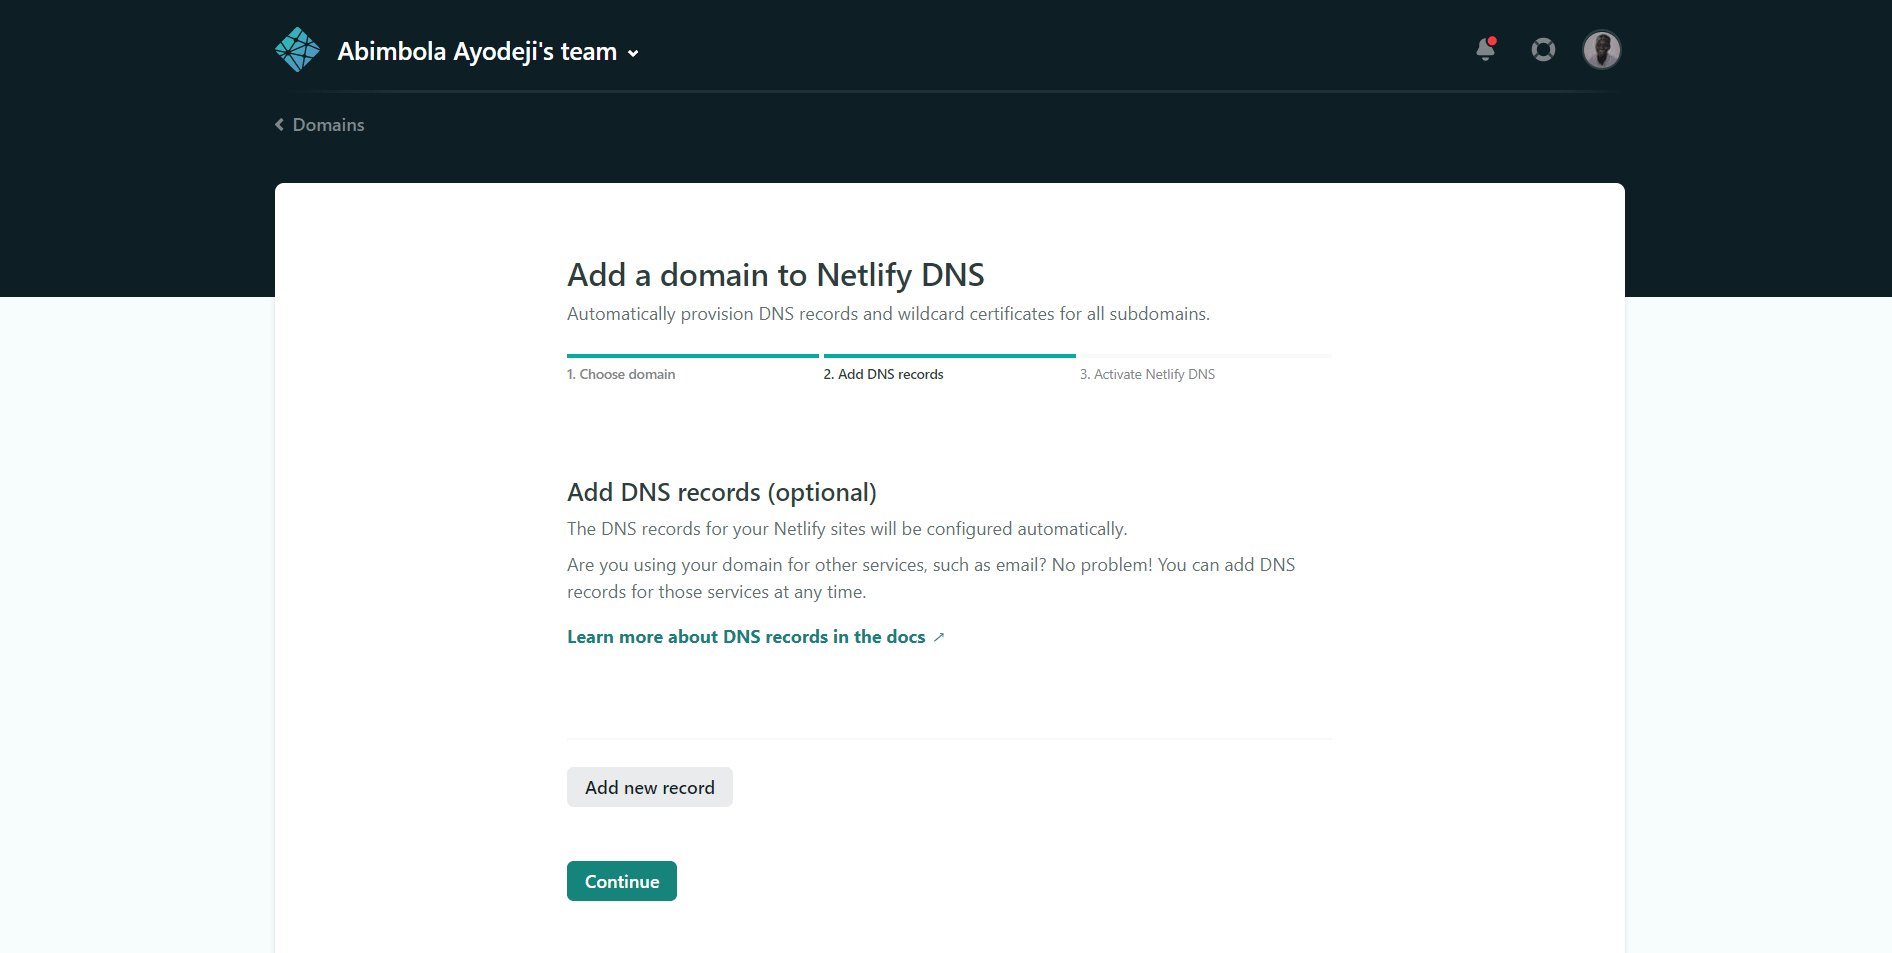 Abimbola Ayodeji's team
Domains
Add a domain to Netlify DNS
Automatically provision DNS records and wildcard certificates for all subdomains.
1. Choose domain
2. Add DNS records
3. Activate Netlify DNS
Add DNS records (optional)
The DNS records for your Netlify sites will be configured automatically.
Are you using your domain for other services, such as email? No problem! You can add DNS
records for those services at any time.
Learn more about DNS records in the docs
Add new record
Continue